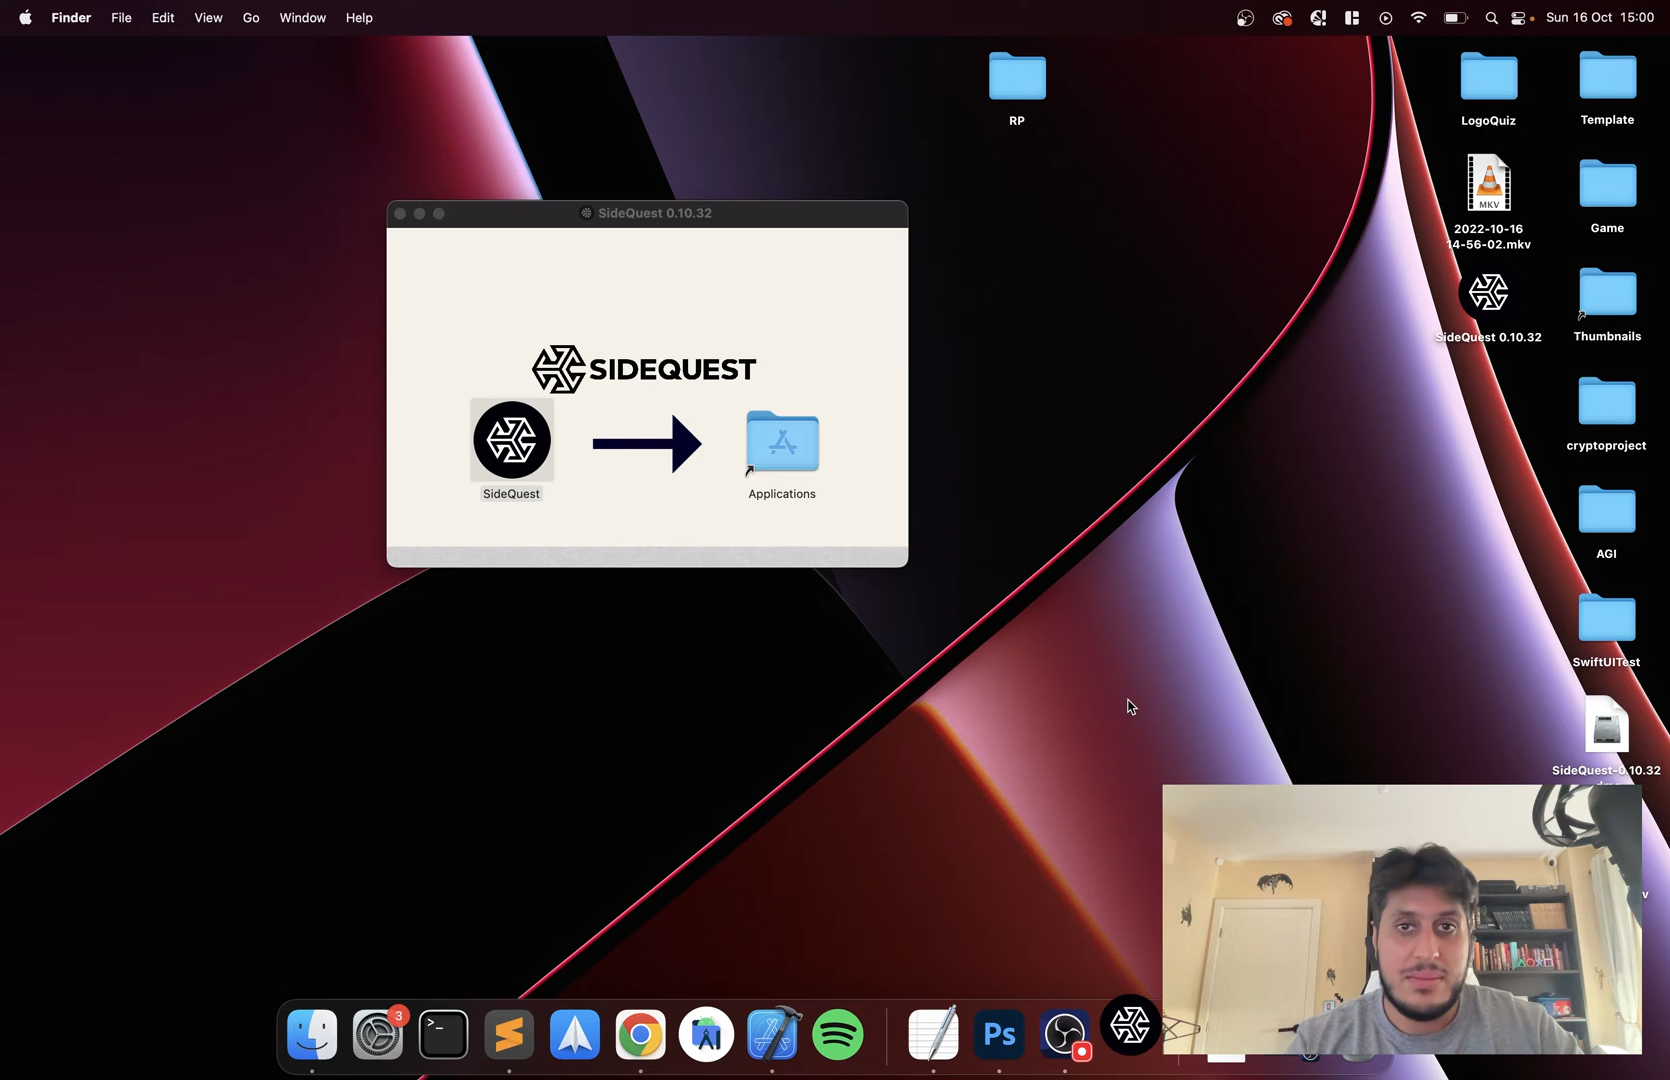 Finder File Edit View Go Window Help
Sun 16 Oct 15:00
RP
LogoQuiz
Template
MKV
2022-10-16
14-56-02.mkv
Game
SideQuest 0.10.32
SideQuest 0.10.32
Thumbnails
SIDEQUEST
SideQuest
Applications
cryptoproject
AGI
SwiftUITest
SideQuest-0.10.32
3
>_
Ps